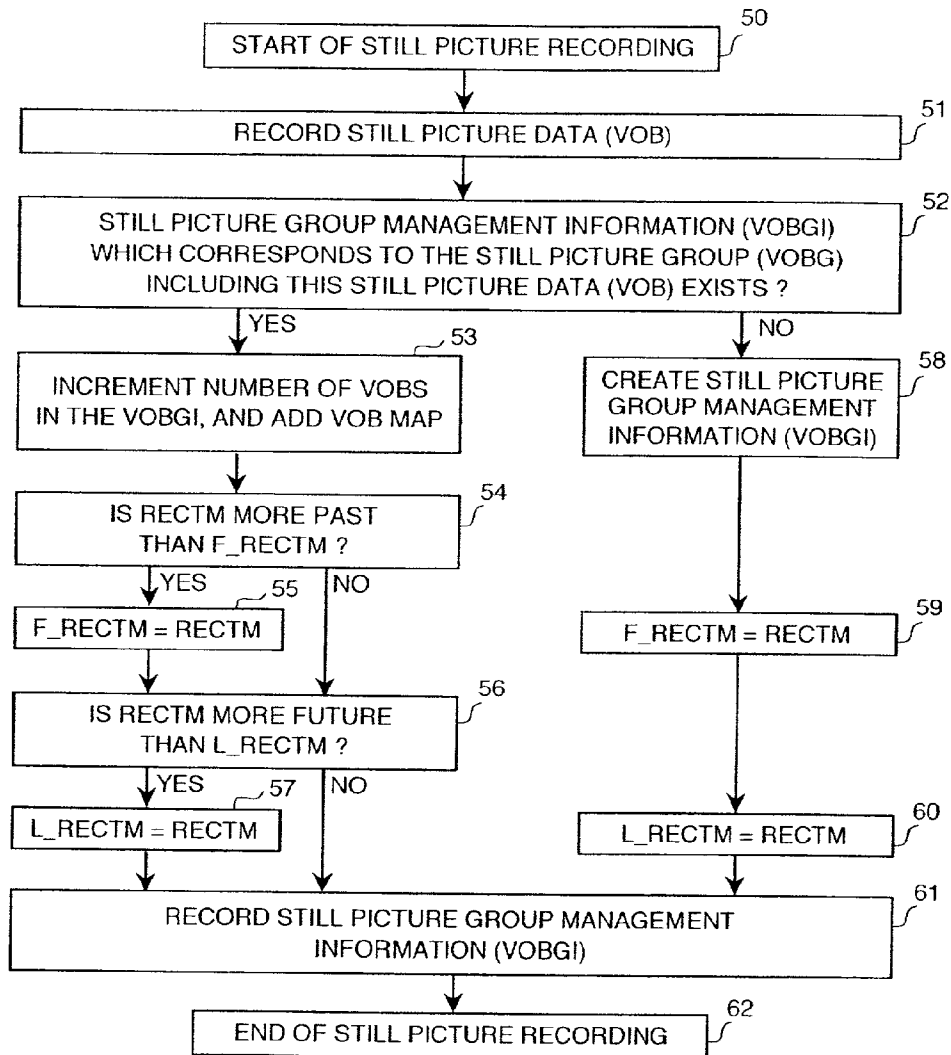 50
START OF STILL PICTURE RECORDING
51
RECORD STILL PICTURE DATA (VOB)
52
STILL PICTURE GROUP MANAGEMENT INFORMATION (VOBGI)
WHICH CORRESPONDS TO THE STILL PICTURE GROUP (VOBG)
INCLUDING THIS STILL PICTURE DATA (VOB) EXISTS ?
YES
NO
53
INCREMENT NUMBER OF VOBS
IN THE VOBGI, AND ADD VOB MAP
58
CREATE STILL PICTURE
GROUP MANAGEMENT
INFORMATION (VOBGI)
54
IS RECTM MORE PAST
THAN F_RECTM ?
YES
NO
55
F_RECTM = RECTM
59
F_RECTM = RECTM
56
IS RECTM MORE FUTURE
THAN L_RECTM ?
YES
NO
57
L_RECTM = RECTM
60
L_RECTM = RECTM
61
RECORD STILL PICTURE GROUP MANAGEMENT
INFORMATION (VOBGI)
62
END OF STILL PICTURE RECORDING